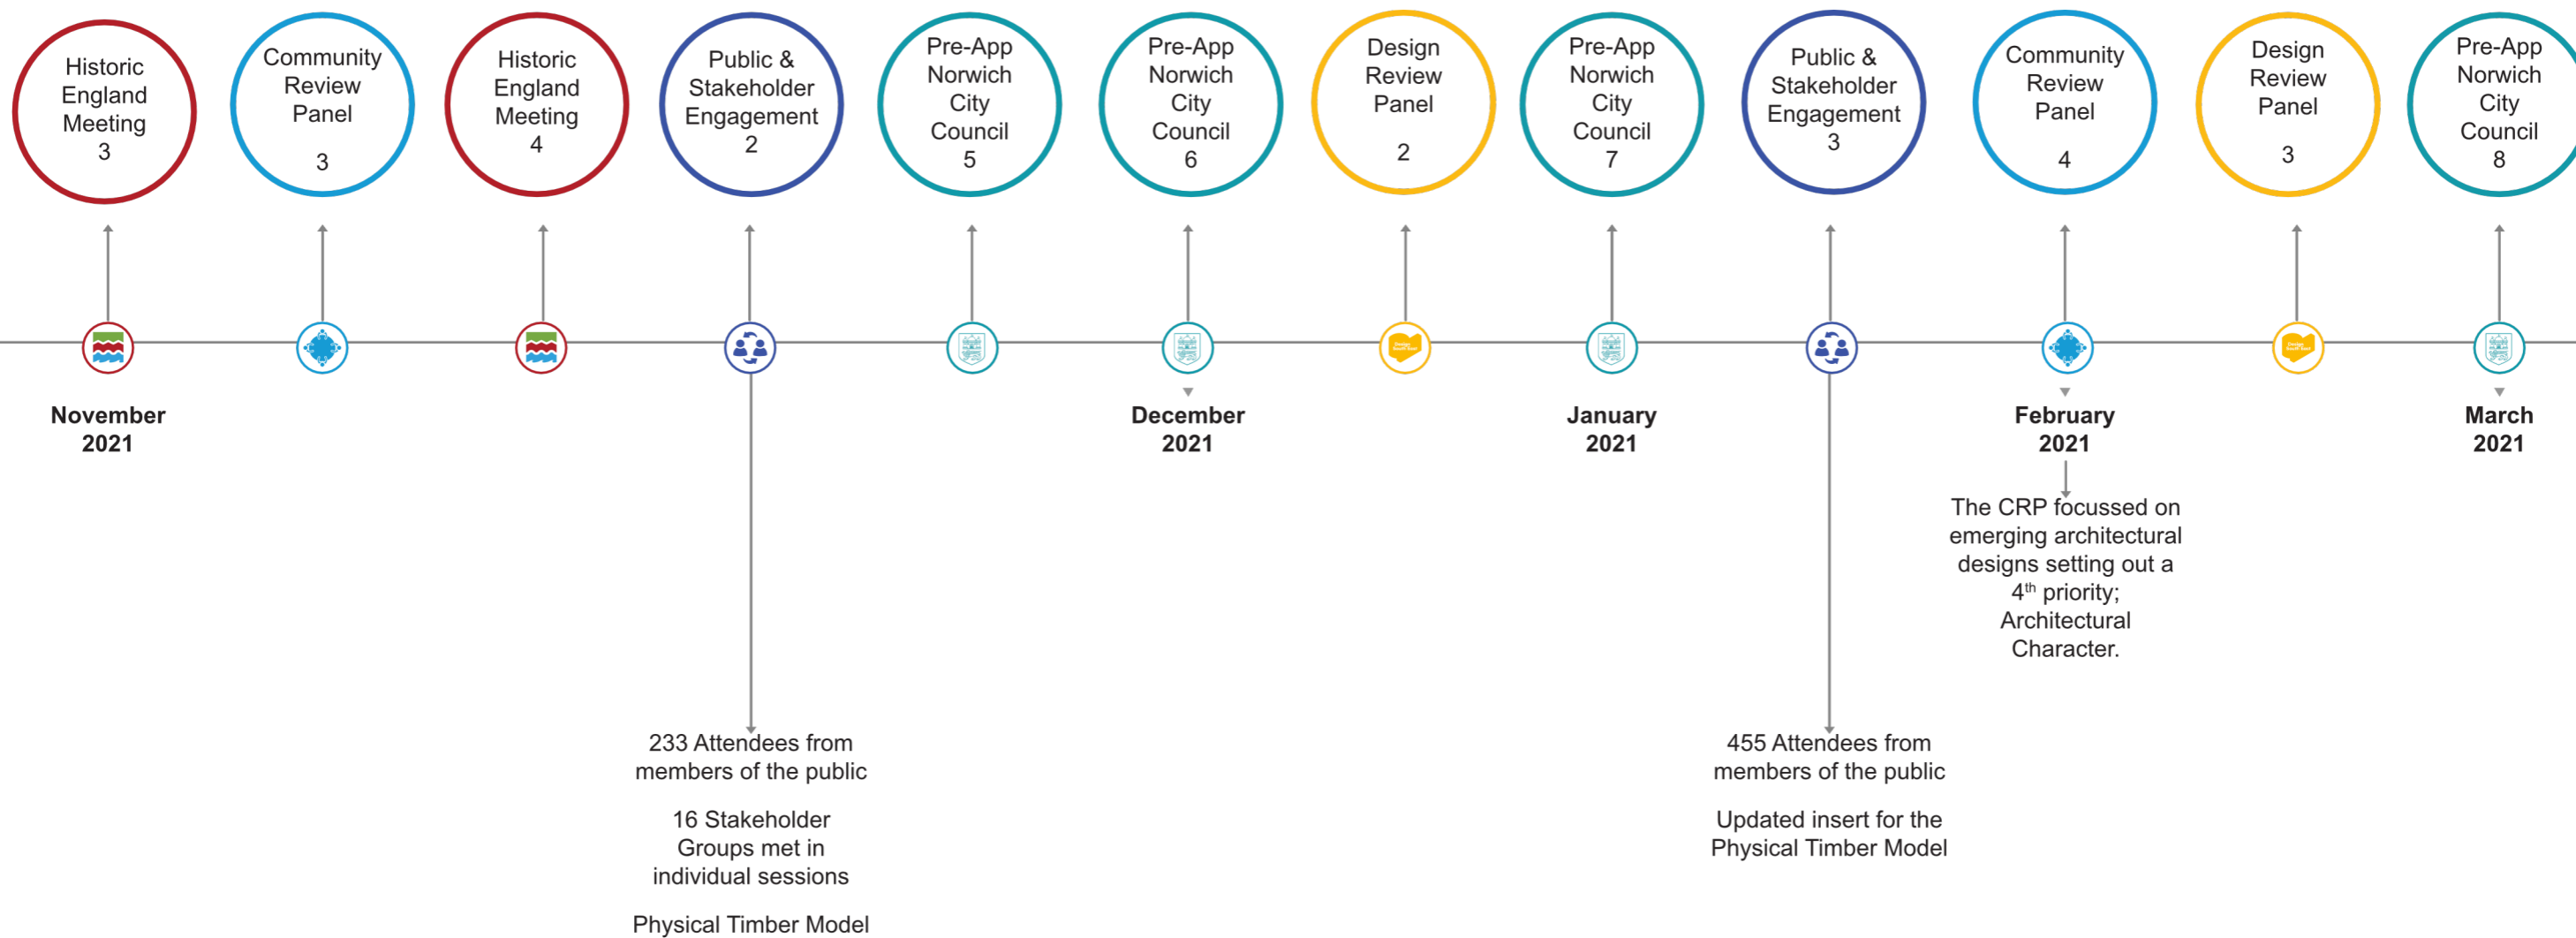 Historic
England
Meeting
3
Community
Review
Panel
3
Historic
England
Meeting
4
Public &
Stakeholder
Engagement
2
Pre-App
Norwich
City
Council
5
Pre-App
Norwich
City
Council
6
Design
Review
Panel
2
Pre-App
Norwich
City
Council
7
Public &
Stakeholder
Engagement
3
Community
Review
Panel
4
Design
Review
Panel
3
Pre-App
Norwich
City
Council
8
November
2021
December
2021
January
2021
February
2021
March
2021
The CRP focussed on
emerging architectural
designs setting out a
4th priority;
Architectural
Character.
233 Attendees from
members of the public
16 Stakeholder
Groups met in
individual sessions
Physical Timber Model
455 Attendees from
members of the public
Updated insert for the
Physical Timber Model